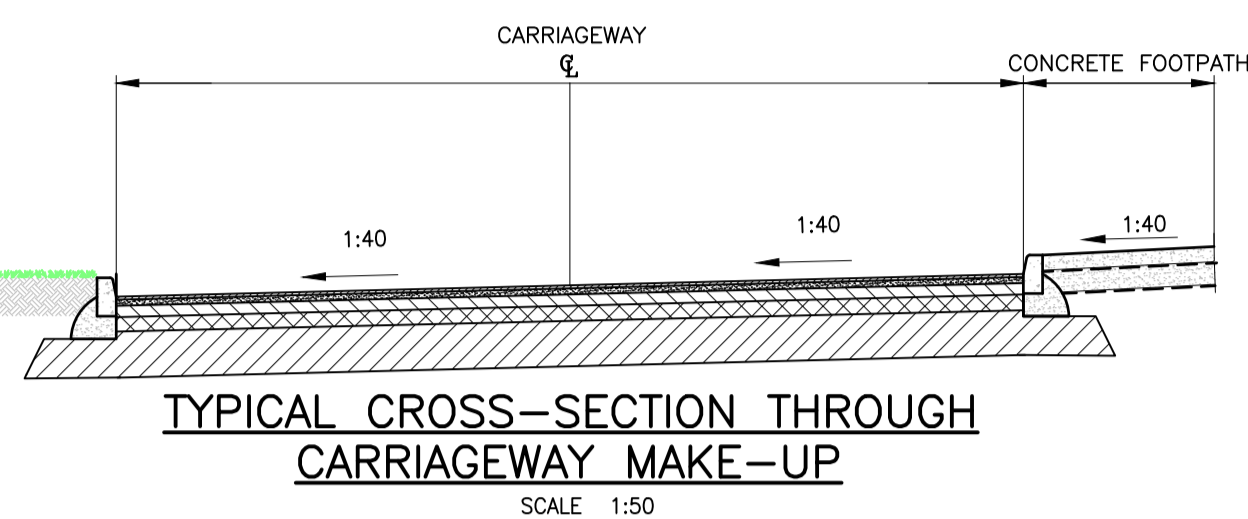 CARRIAGEWAY
℄
CONCRETE FOOTPATH
1:40
1:40
1:40
TYPICAL CROSS-SECTION THROUGH
CARRIAGEWAY MAKE-UP
SCALE 1:50